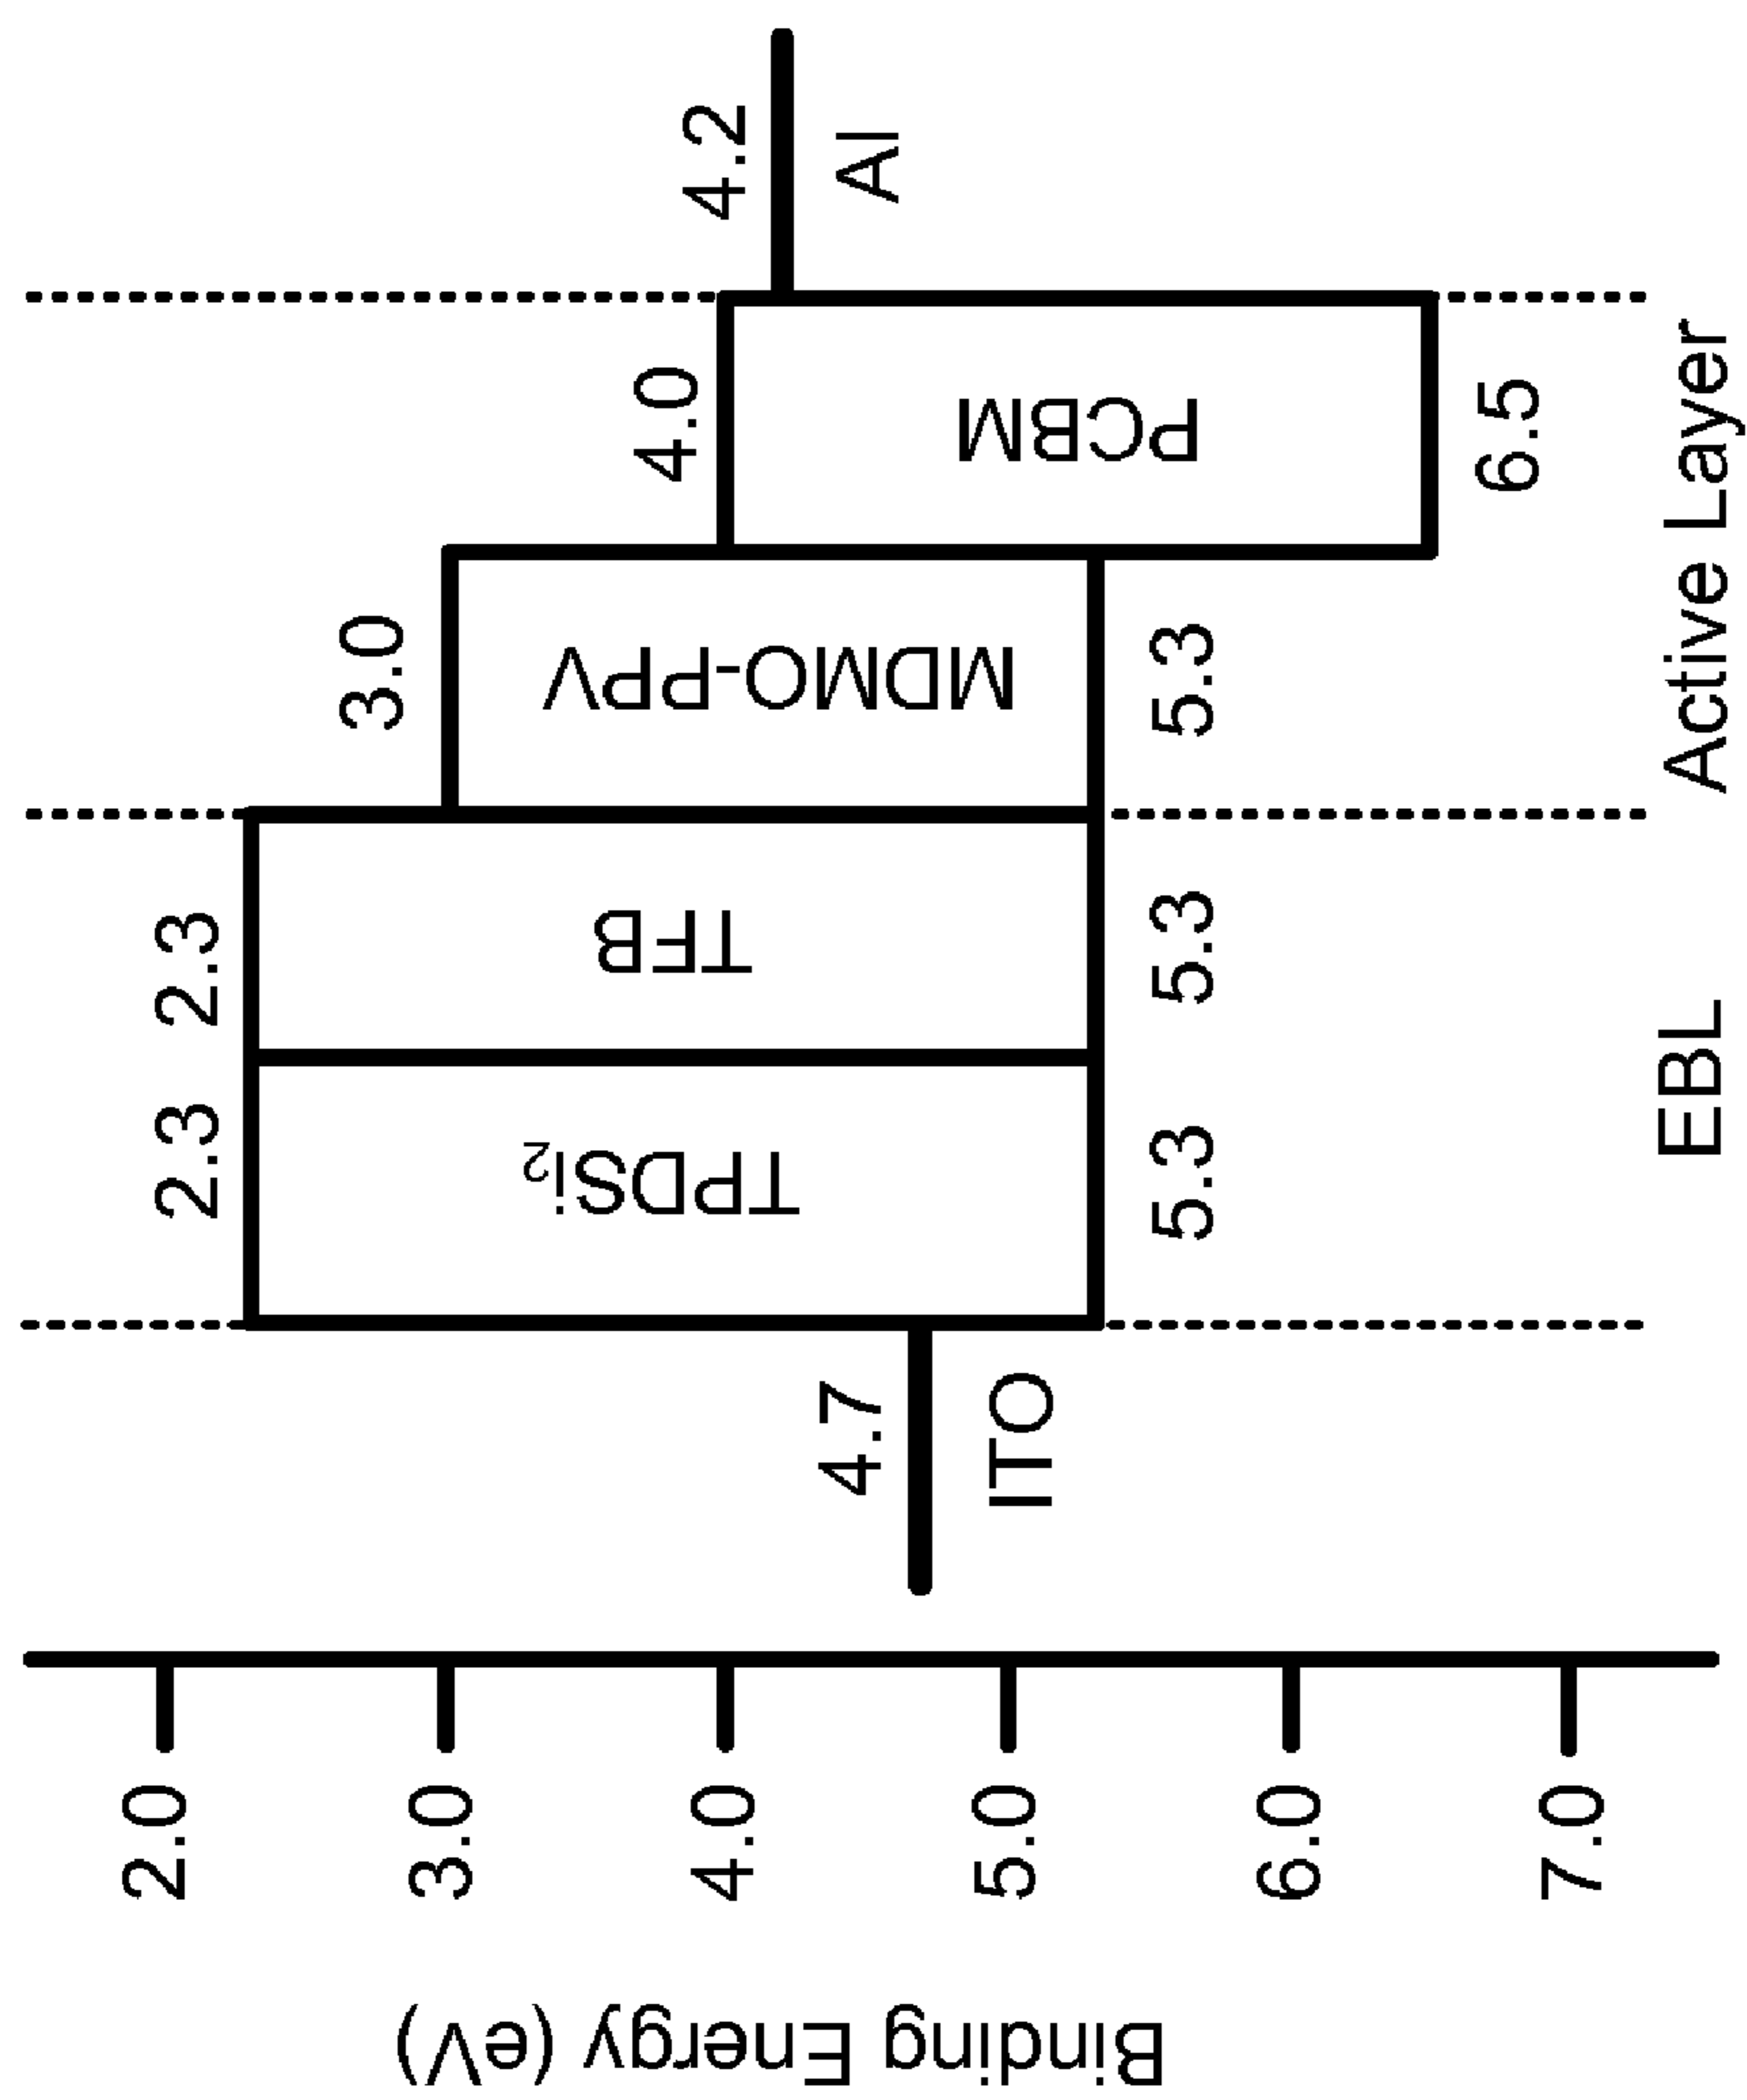 Binding Energy (eV)
2.0
3.0
4.0
5.0
6.0
7.0
4.7
ITO
2.3
TPDSi₂
5.3
2.3
TFB
5.3
EBL
3.0
MDMO-PPV
5.3
4.0
PCBM
6.5
Active Layer
4.2
Al